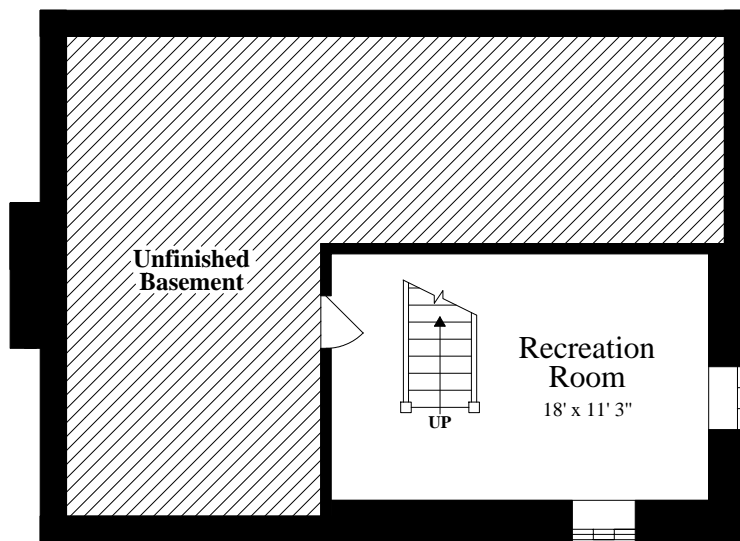 Unfinished
Basement
Recreation
Room
18' x 11' 3"
UP